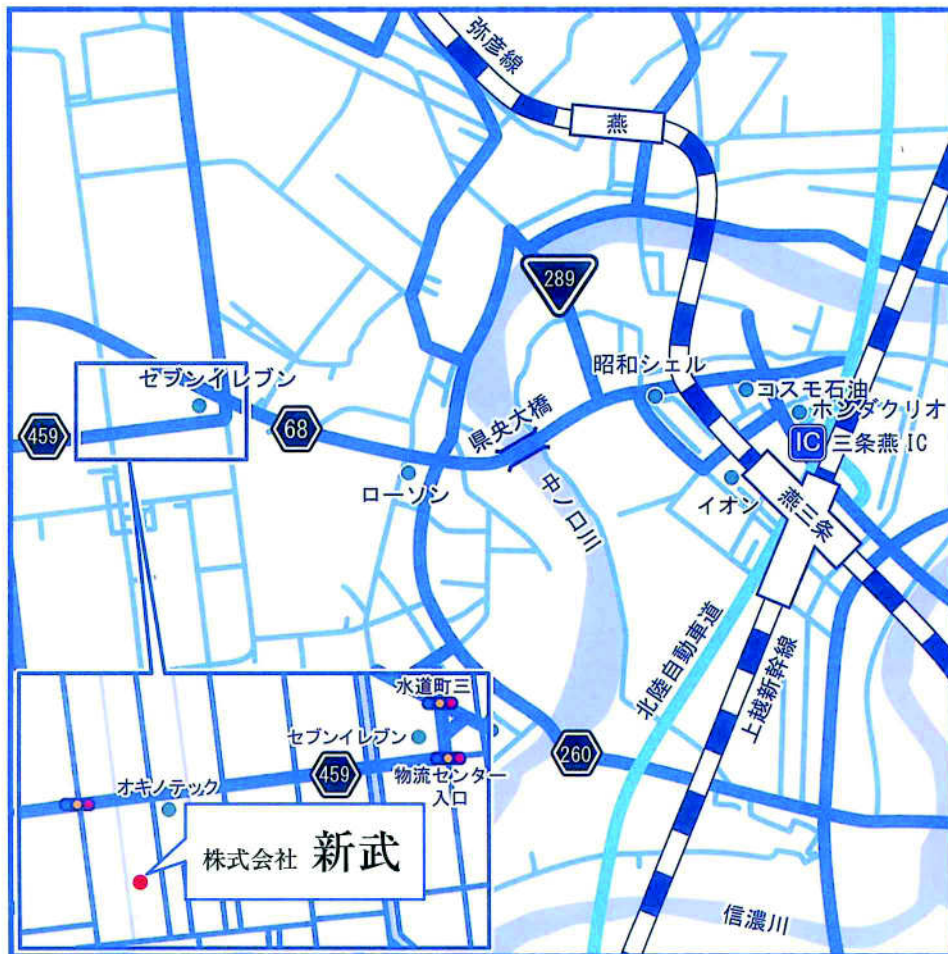 弥彦線
燕
289
昭和シェル
コスモ石油
ホンダクリオ
IC
三条燕 IC
セブンイレブン
459
68
県央大橋
ローソン
中ノ口川
イオン
燕三条
北陸自動車道
上越新幹線
260
信濃川
水道町三
セブンイレブン
459
物流センター
入口
オキノテック
株式会社 新武